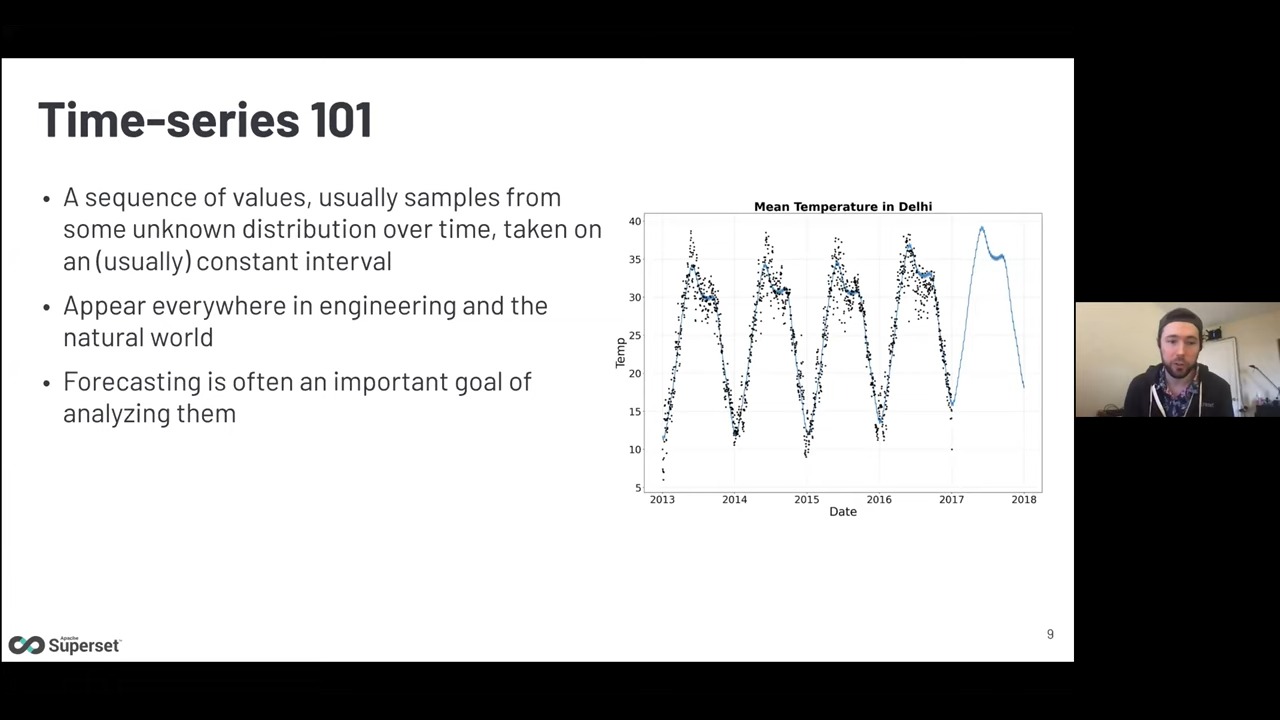 Time-series 101
• A sequence of values, usually samples from
some unknown distribution over time, taken on
an (usually) constant interval
• Appear everywhere in engineering and the
natural world
• Forecasting is often an important goal of
analyzing them
Mean Temperature in Delhi
40
35
30
25
20
15
10
5
Temp
2013 2014 2015 2016 2017 2018
Date
Apache
Superset™
9